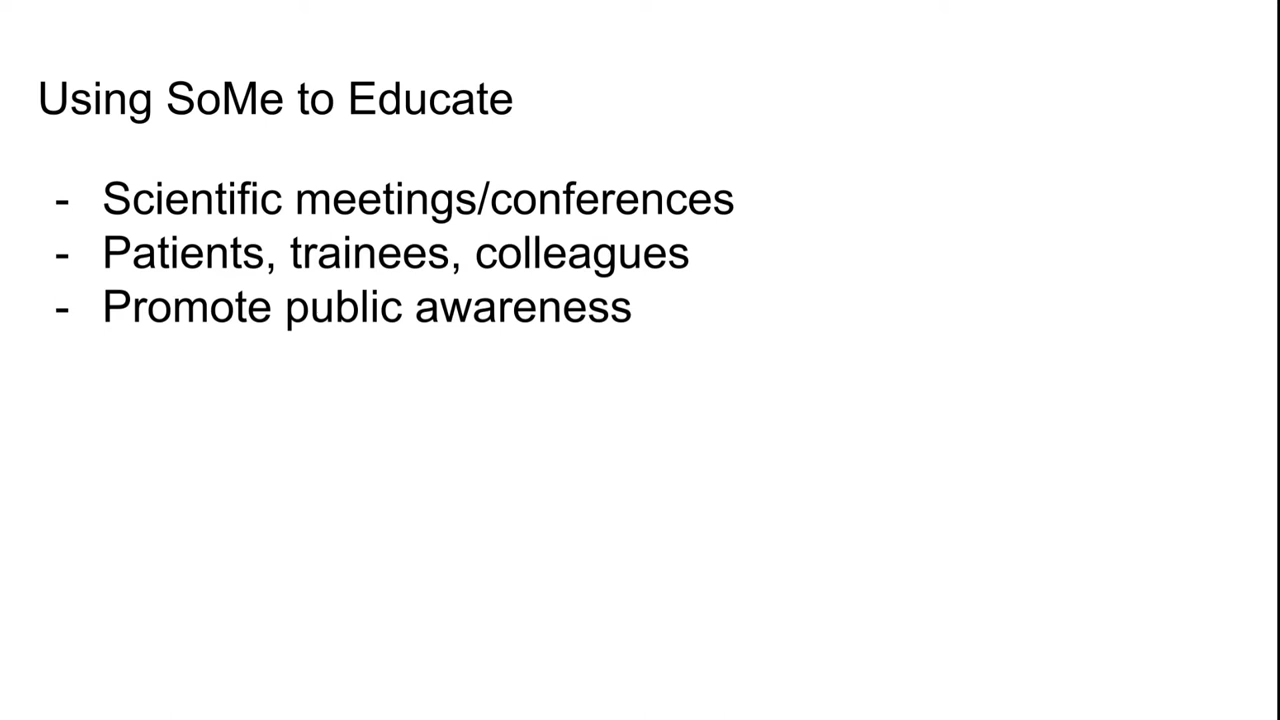 Using SoMe to Educate
- Scientific meetings/conferences
- Patients, trainees, colleagues
- Promote public awareness